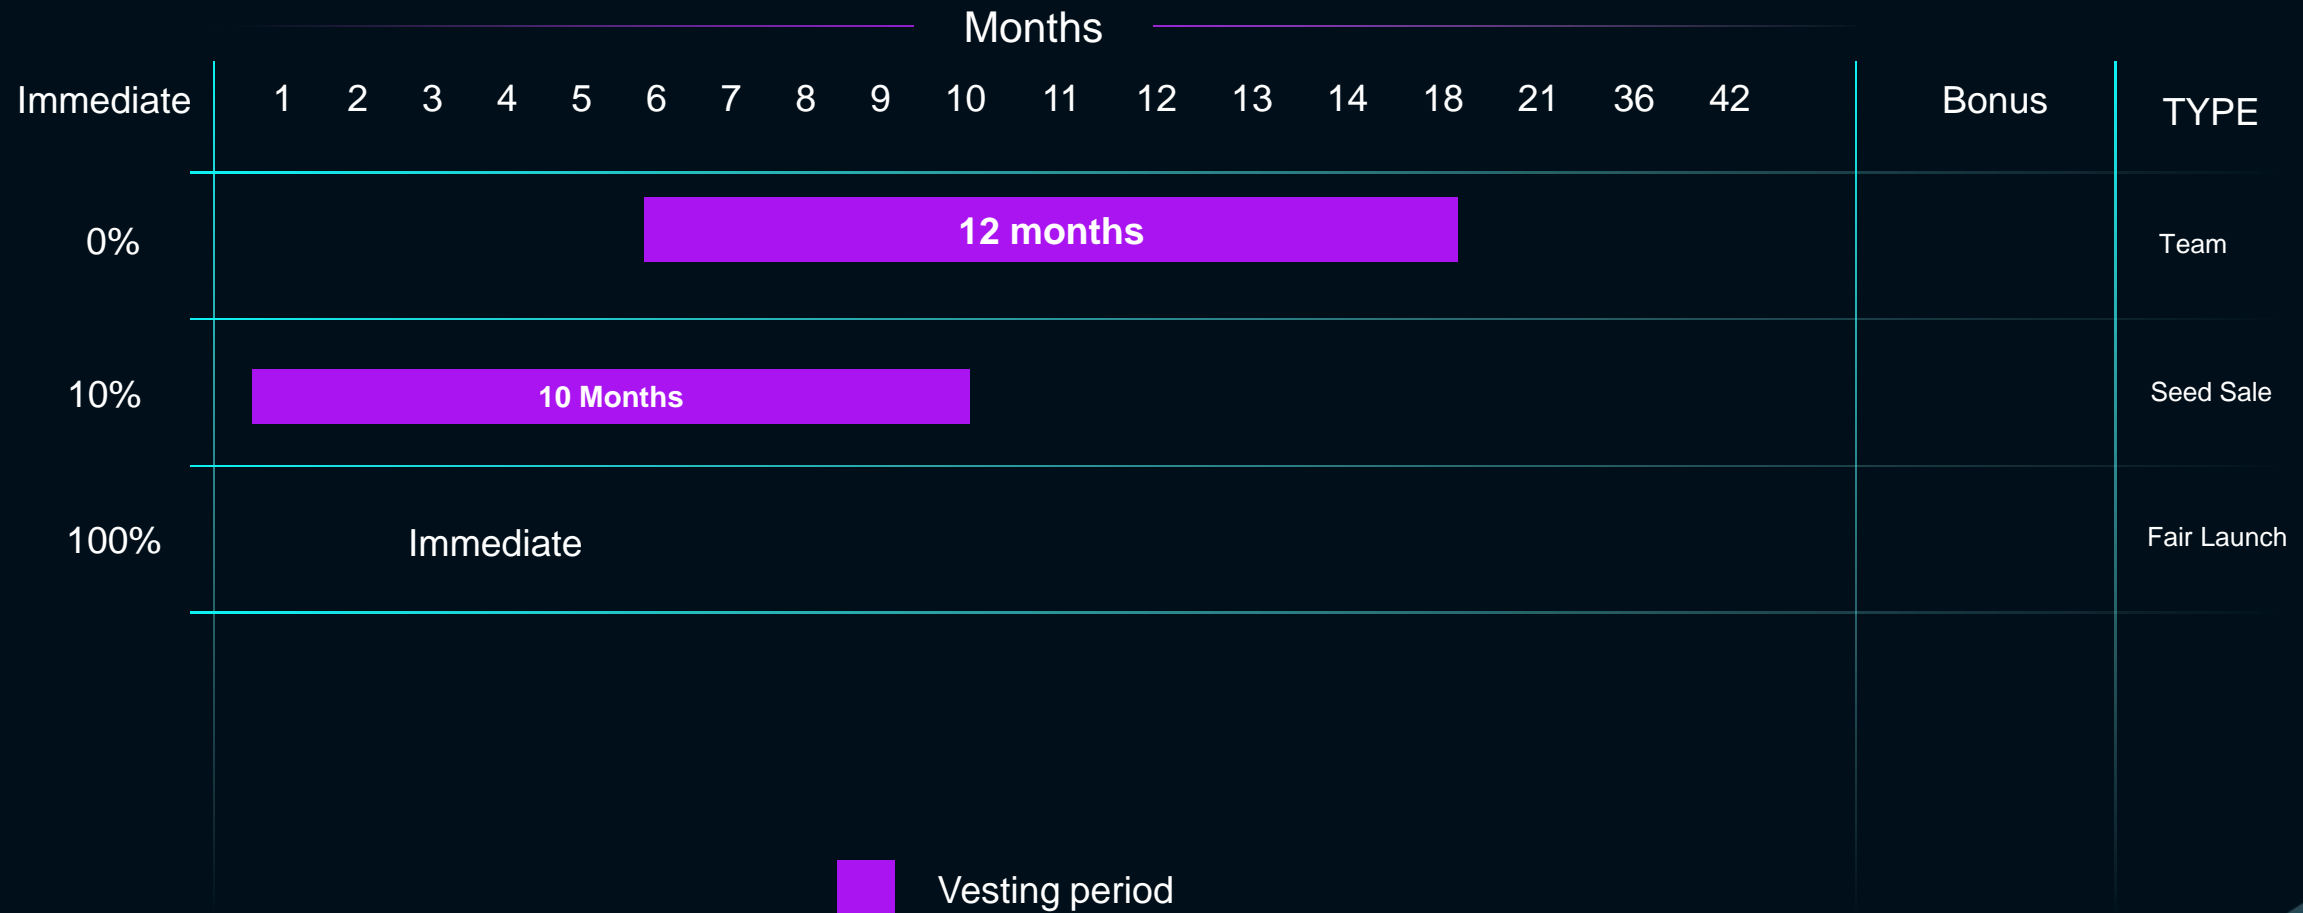 Months
Immediate 1 2 3 4 5 6 7 8 9 10 11 12 13 14 18 21 36 42 Bonus TYPE
0% 12 months Team
10% 10 Months Seed Sale
100% Immediate Fair Launch
Vesting period